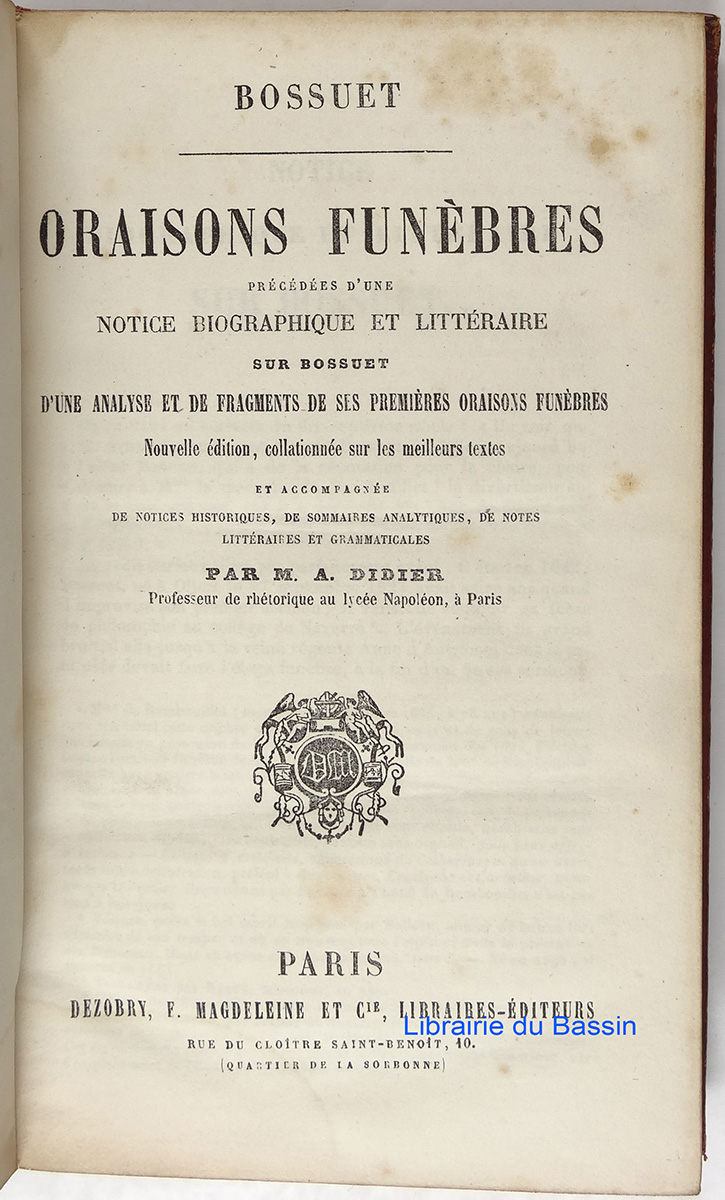 BOSSUET
ORAISONS FUNÈBRES
PRÉCÉDÉES D'UNE
NOTICE BIOGRAPHIQUE ET LITTÉRAIRE
SUR BOSSUET
D'UNE ANALYSE ET DE FRAGMENTS DE SES PREMIÈRES ORAISONS FUNÈBRES
Nouvelle édition, collationnée sur les meilleurs textes
ET ACCOMPAGNÉE
DE NOTICES HISTORIQUES, DE SOMMAIRES ANALYTIQUES, DE NOTES
LITTÉRAIRES ET GRAMMATICALES
PAR M. A. DIDIER
Professeur de rhétorique au lycée Napoléon, à Paris
DM
PARIS
DEZOBRY, F. MAGDELEINE ET CIE, LIBRAIRES-ÉDITEURS
Librairie du Bassin
RUE DU CLOÎTRE SAINT-BENOÎT, 10.
(QUARTIER DE LA SORBONNE)